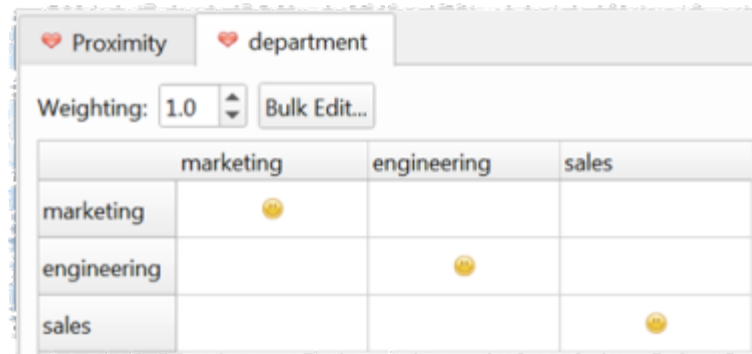 Proximity department
Weighting: 1.0 Bulk Edit...
marketing engineering sales
marketing
engineering
sales